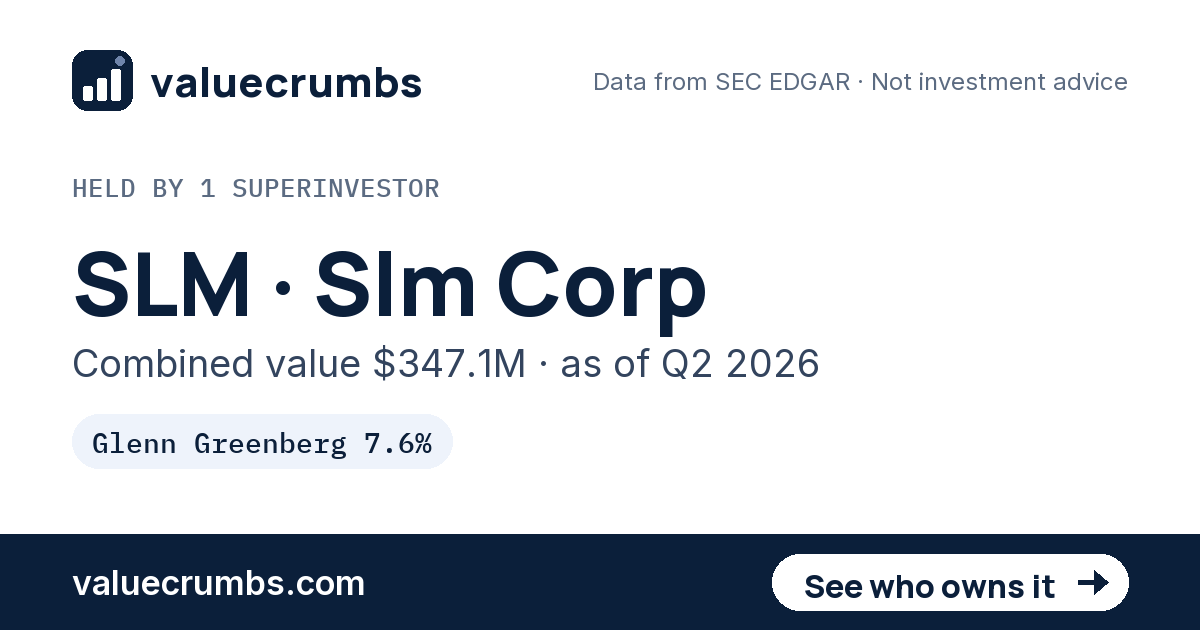 valuecrumbs
Data from SEC EDGAR · Not investment advice
HELD BY 1 SUPERINVESTOR
SLM · Slm Corp
Combined value $347.1M · as of Q2 2026
Glenn Greenberg 7.6%
valuecrumbs.com
See who owns it →